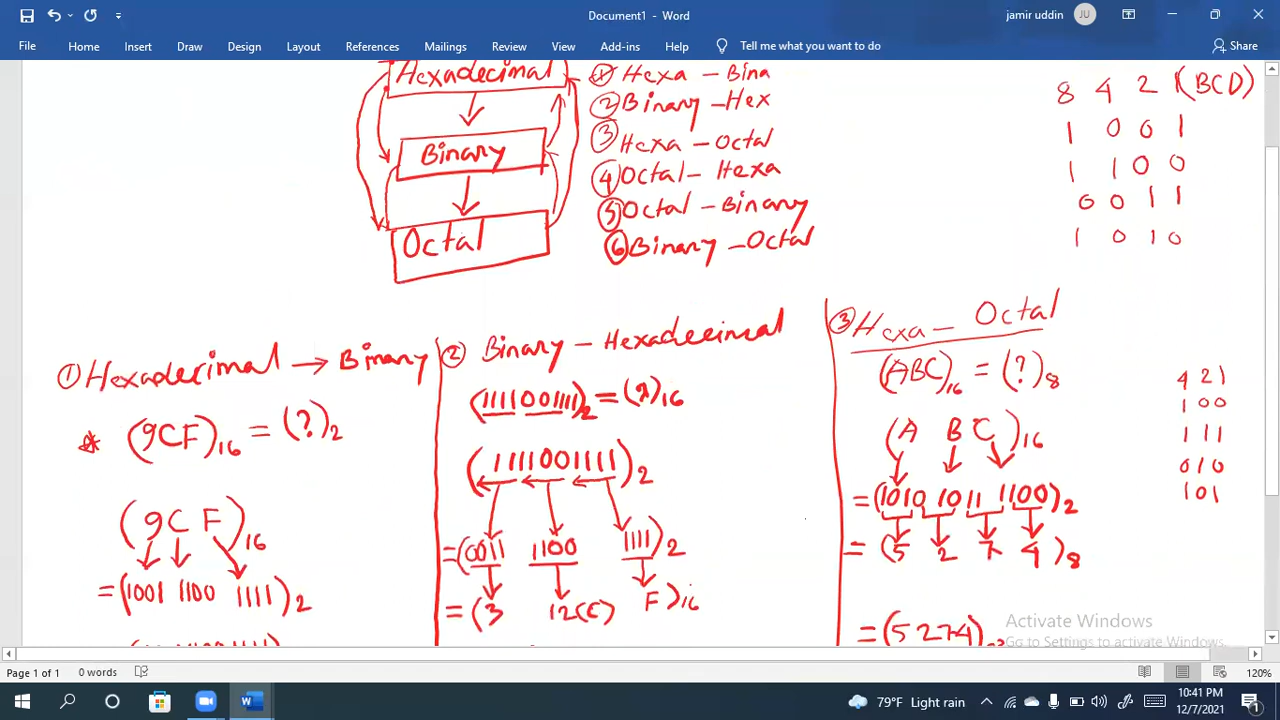 Document1 - Word
jamir uddin JU
File Home Insert Draw Design Layout References Mailings Review View Add-ins Help Tell me what you want to do Share
Hexadecimal
Binary
Octal
① Hexa - Bina
② Binary - Hex
③ Hexa - Octal
④ Octal - Hexa
⑤ Octal - Binary
⑥ Binary - Octal
8 4 2 1 (BCD)
1 0 0 1
1 1 0 0
0 0 1 1
1 0 1 0
① Hexadecimal → Binary
* (9CF)16 = (?)2
(9 C F)16
= (1001 1100 1111)2
② Binary - Hexadecimal
(1111001111)2 = (?)16
(1111001111)2
= (0011 1100 1111)2
= (3 12(C) F)16
③ Hexa - Octal
(ABC)16 = (?)8
(A B C)16
= (1010 1011 1100)2
= (5 2 7 4)8
= (5274)
4 2 1
1 0 0
1 1 1
0 1 0
1 0 1
Activate Windows
Go to Settings to activate Windows.
Page 1 of 1 0 words 120%
79°F Light rain 10:41 PM
12/7/2021